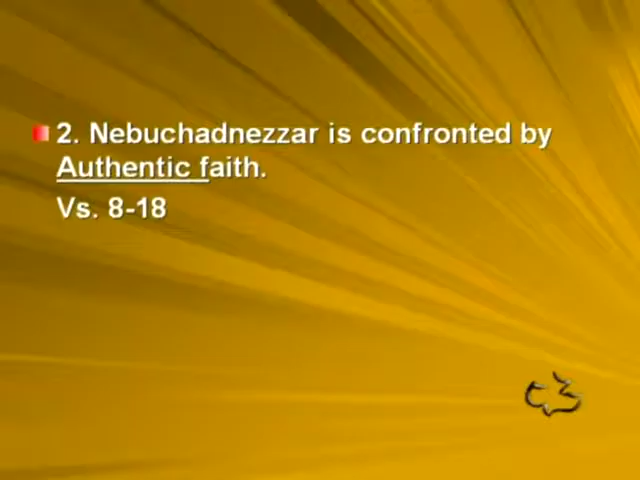 2. Nebuchadnezzar is confronted by
Authentic faith.
Vs. 8-18